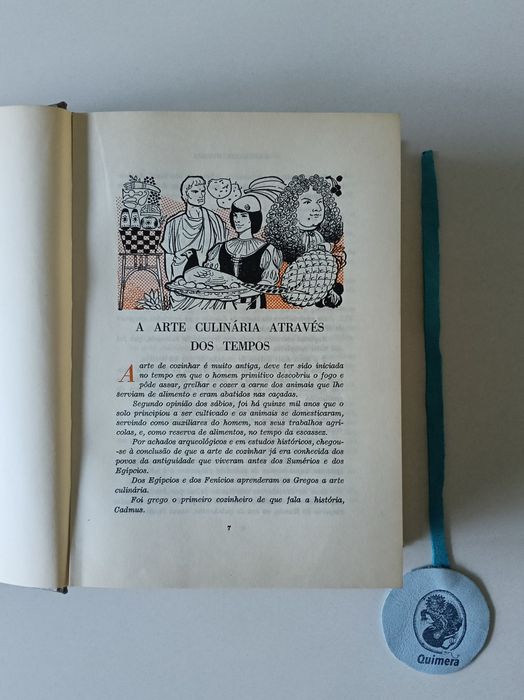 A ARTE CULINÁRIA ATRAVÉS
DOS TEMPOS
A arte de cozinhar é muito antiga, deve ter sido iniciada
no tempo em que o homem primitivo descobriu o fogo e
pôde assar, grelhar e cozer a carne dos animais que lhe
serviam de alimento e eram abatidos nas caçadas.
Segundo opinião dos sábios, foi há quinze mil anos que o
solo principiou a ser cultivado e os animais se domesticaram,
servindo como auxiliares do homem, nos seus trabalhos agrí-
colas, e, como reserva de alimentos, no tempo da escassez.
Por achados arqueológicos e em estudos históricos, chegou-
-se à conclusão de que a arte de cozinhar já era conhecida dos
povos da antiguidade que viveram antes dos Sumérios e dos
Egípcios.
Dos Egípcios e dos Fenícios aprenderam os Gregos a arte
culinária.
Foi grego o primeiro cozinheiro de que fala a história,
Cadmus.
7
Quimera